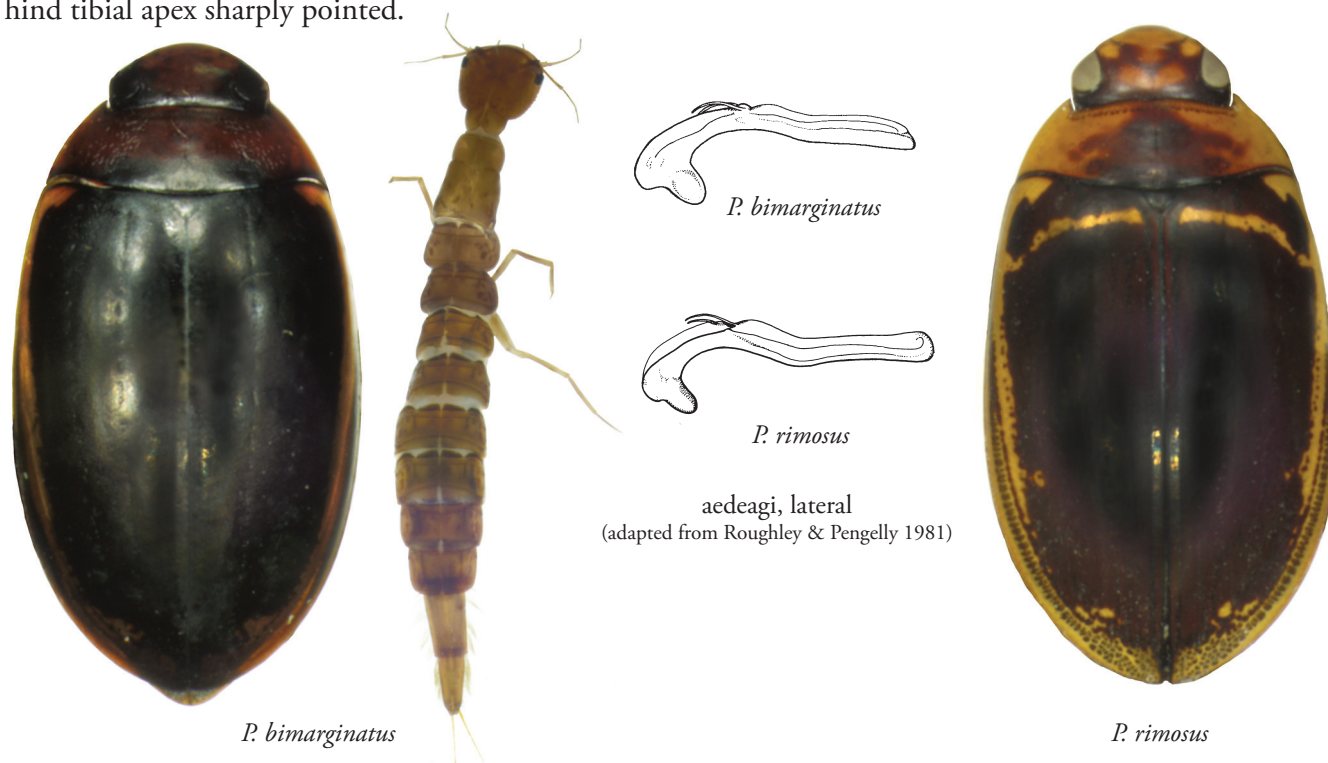 hind tibial apex sharply pointed.
P. bimarginatus
P. rimosus
aedeagi, lateral
(adapted from Roughley & Pengelly 1981)
P. bimarginatus
P. rimosus